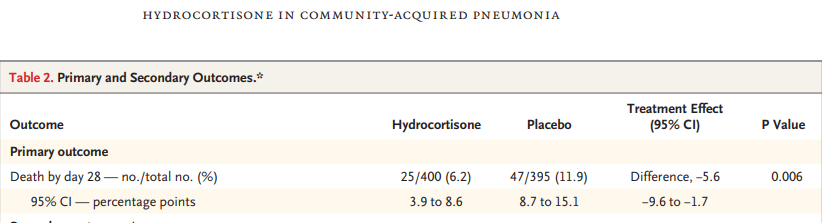 HYDROCORTISONE IN COMMUNITY-ACQUIRED PNEUMONIA
Table 2. Primary and Secondary Outcomes.*
Outcome Hydrocortisone Placebo Treatment Effect (95% CI) P Value
Primary outcome
Death by day 28 — no./total no. (%) 25/400 (6.2) 47/395 (11.9) Difference, −5.6 0.006
95% CI — percentage points 3.9 to 8.6 8.7 to 15.1 −9.6 to −1.7